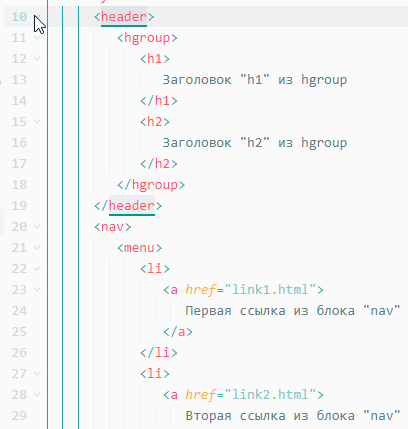 10 <header>
11 <hgroup>
12 <h1>
13 Заголовок "h1" из hgroup
14 </h1>
15 <h2>
16 Заголовок "h2" из hgroup
17 </h2>
18 </hgroup>
19 </header>
20 <nav>
21 <menu>
22 <li>
23 <a href="link1.html">
24 Первая ссылка из блока "nav"
25 </a>
26 </li>
27 <li>
28 <a href="link2.html">
29 Вторая ссылка из блока "nav"